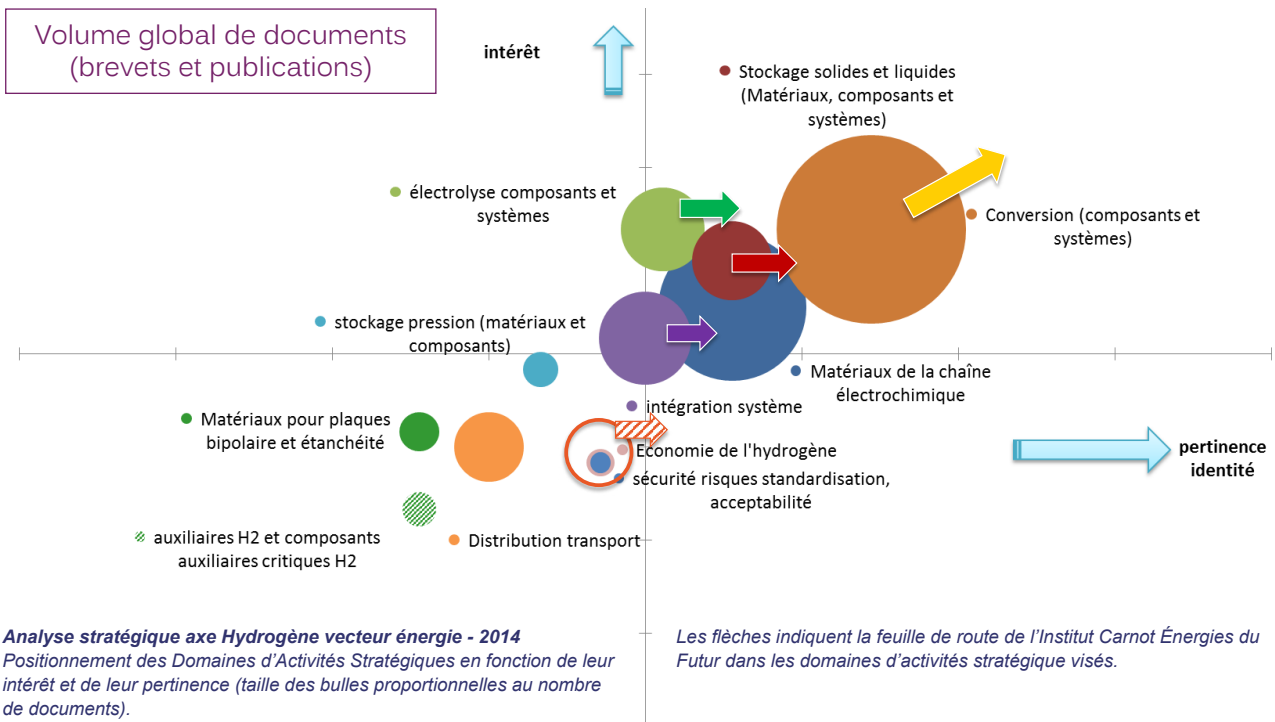 Volume global de documents
(brevets et publications)
intérêt
Stockage solides et liquides
(Matériaux, composants et
systèmes)
électrolyse composants et
systèmes
Conversion (composants et
systèmes)
stockage pression (matériaux et
composants)
Matériaux de la chaîne
électrochimique
intégration système
Matériaux pour plaques
bipolaire et étanchéité
Economie de l'hydrogène
sécurité risques standardisation,
acceptabilité
pertinence
identité
auxiliaires H2 et composants
auxiliaires critiques H2
Distribution transport
Analyse stratégique axe Hydrogène vecteur énergie - 2014
Positionnement des Domaines d’Activités Stratégiques en fonction de leur
intérêt et de leur pertinence (taille des bulles proportionnelles au nombre
de documents).
Les flèches indiquent la feuille de route de l’Institut Carnot Énergies du
Futur dans les domaines d’activités stratégique visés.